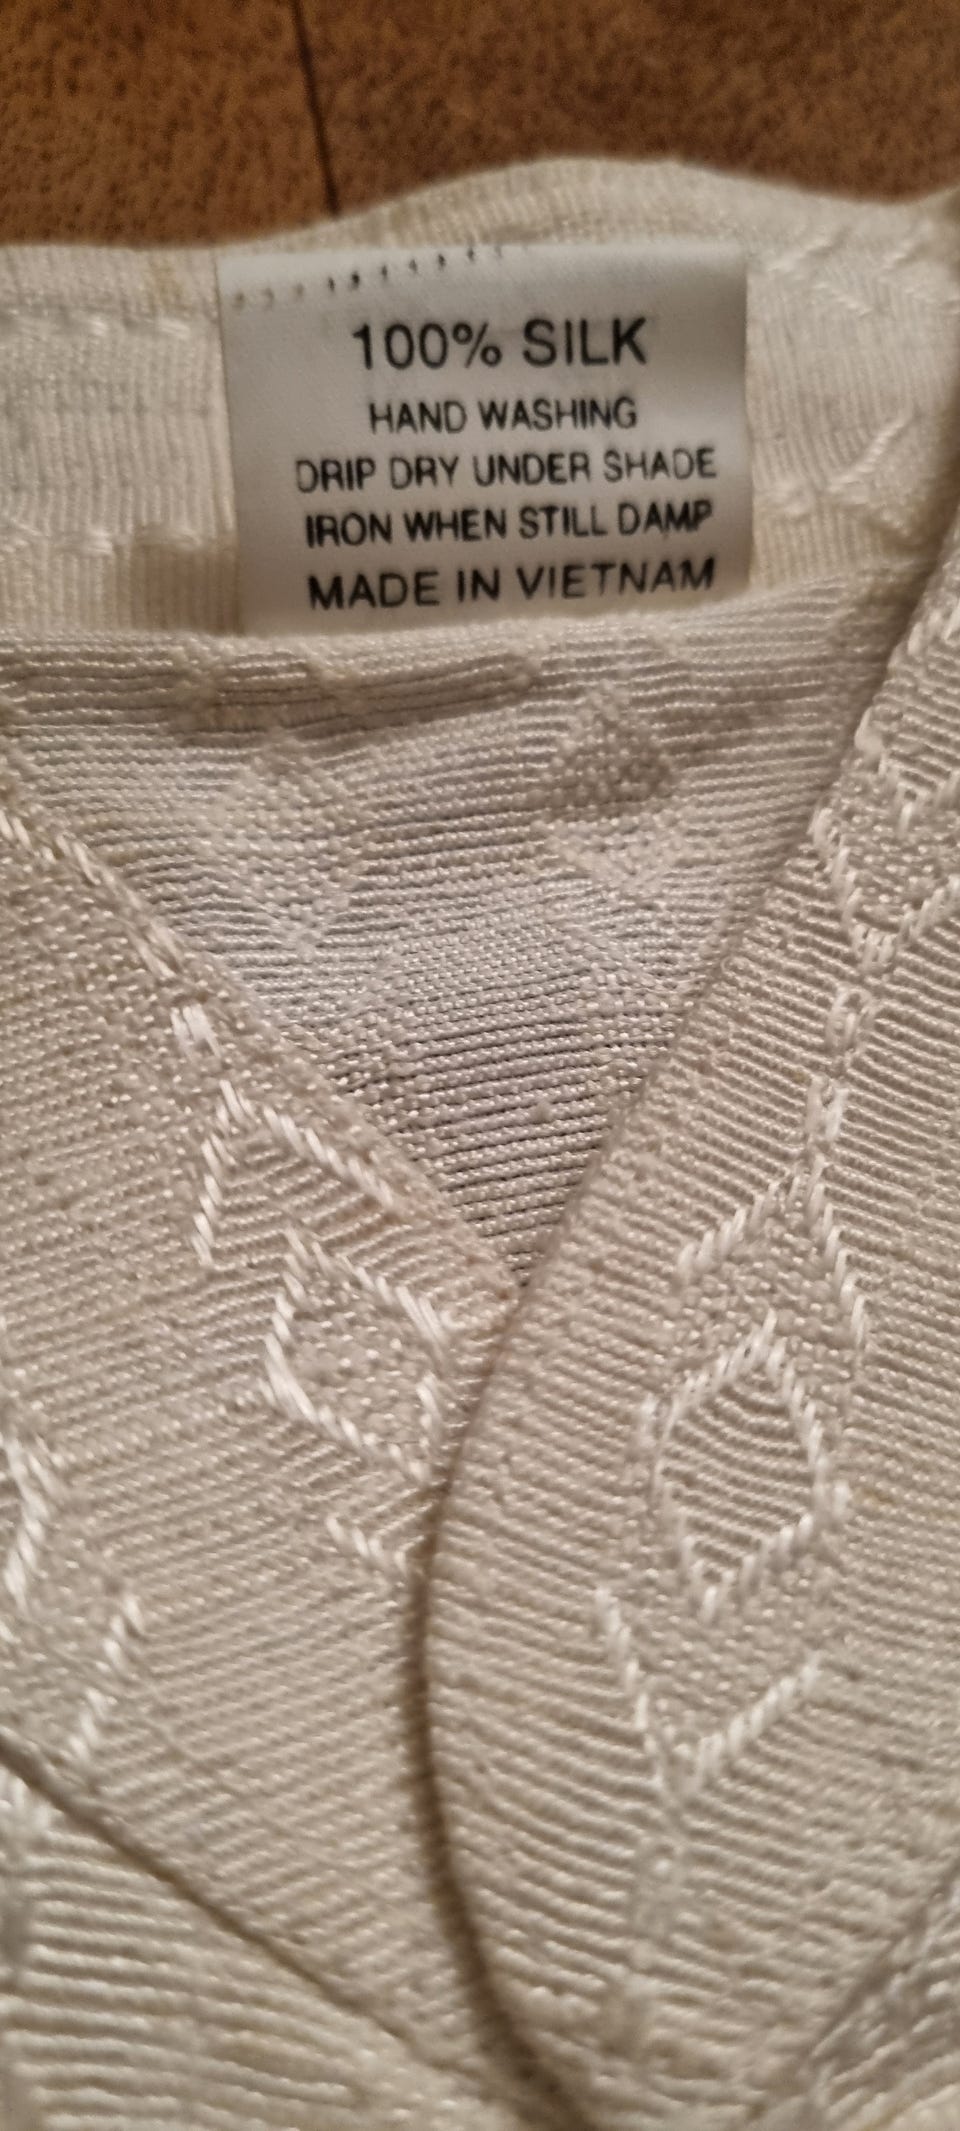 100% SILK
HAND WASHING
DRIP DRY UNDER SHADE
IRON WHEN STILL DAMP
MADE IN VIETNAM